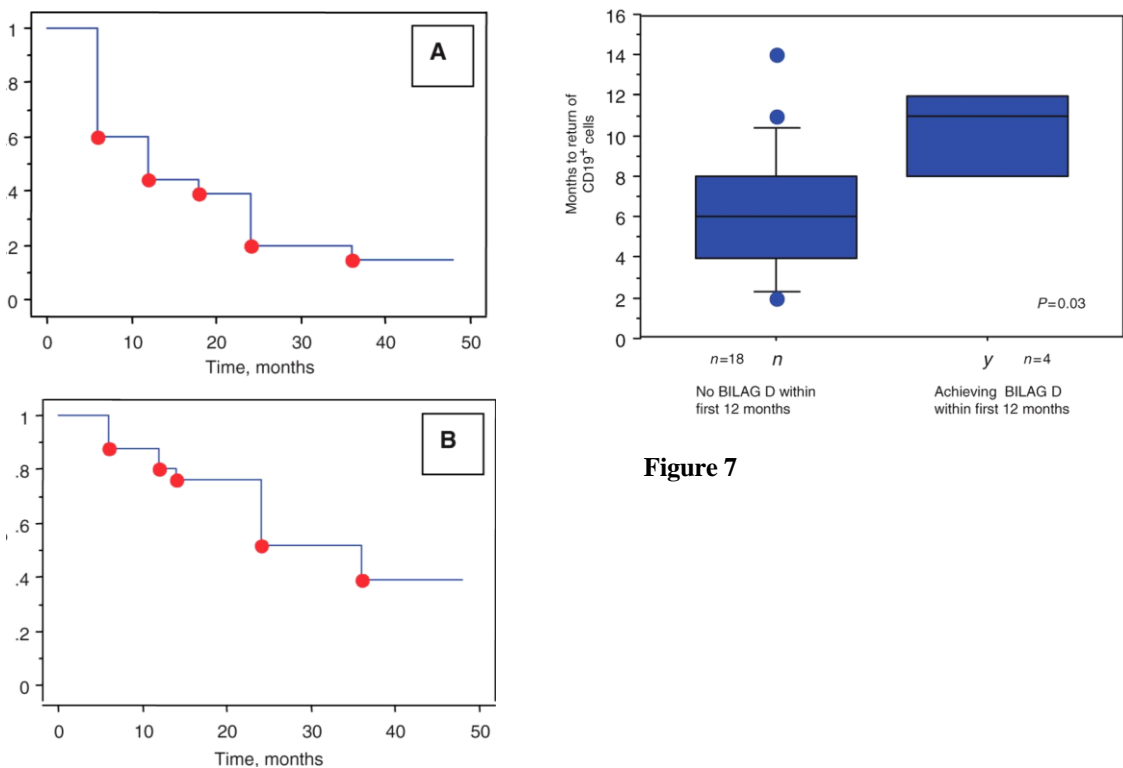 A
1
.8
.6
.4
.2
0
0 10 20 30 40 50
Time, months
B
1
.8
.6
.4
.2
0
0 10 20 30 40 50
Time, months
Months to return of
CD19+ cells
16
14
12
10
8
6
4
2
0
P=0.03
n=18 n y n=4
No BILAG D within
first 12 months
Achieving BILAG D
within first 12 months
Figure 7